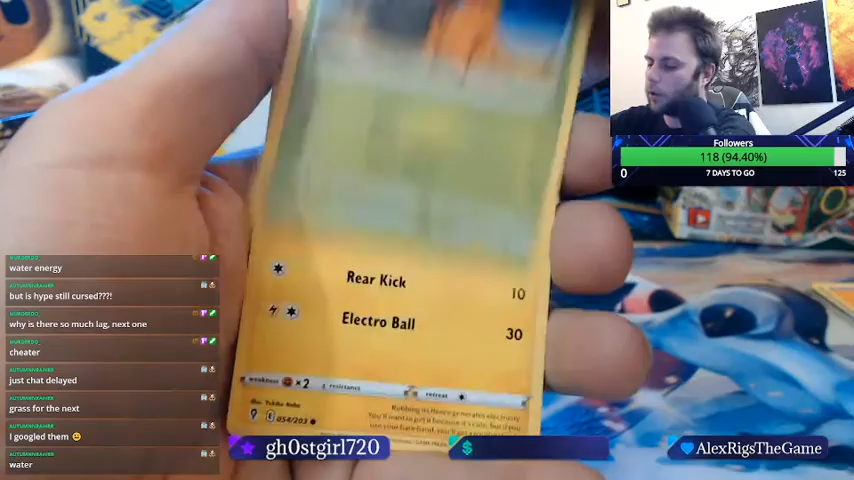 Rear Kick 10
Electro Ball 30
weakness ×2 resistance retreat
054/203
Followers
118 (94.40%)
0 7 DAYS TO GO 125
water energy
but is hype still cursed???!
why is there so much lag, next one
cheater
just chat delayed
grass for the next
I googled them
water
gh0stgirl720
$
AlexRigsTheGame